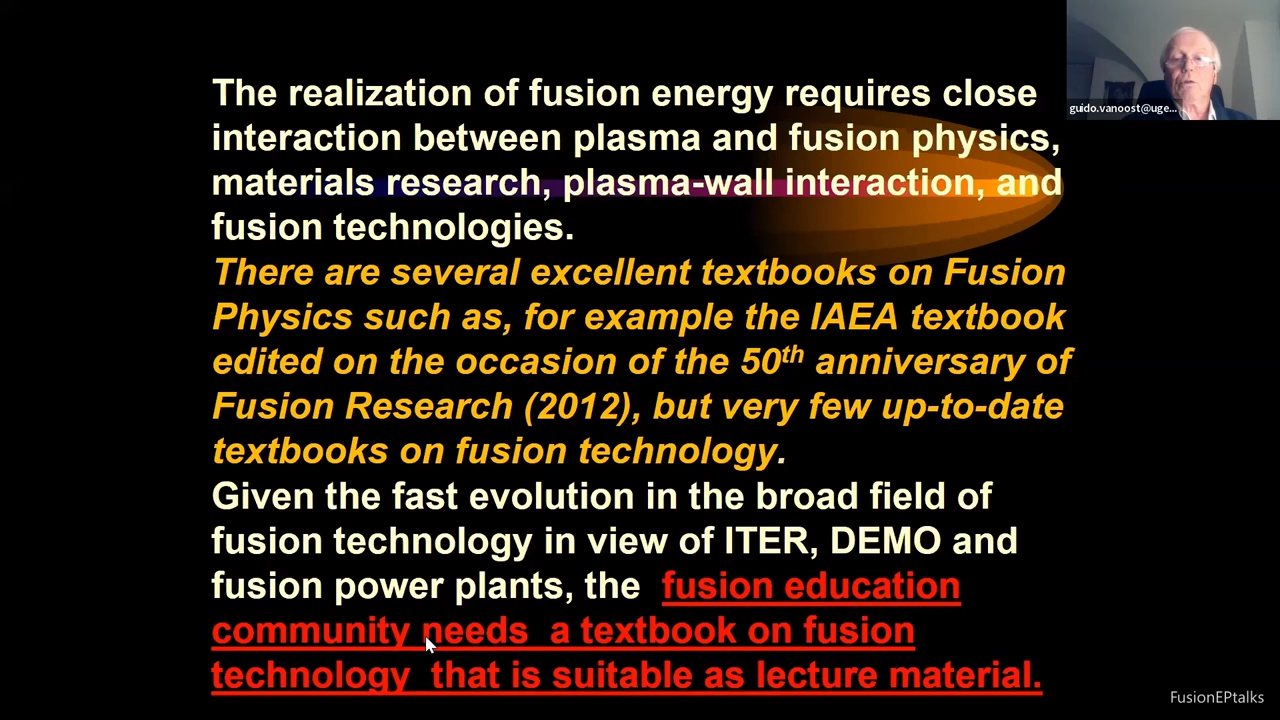 The realization of fusion energy requires close
interaction between plasma and fusion physics,
materials research, plasma-wall interaction, and
fusion technologies.
There are several excellent textbooks on Fusion
Physics such as, for example the IAEA textbook
edited on the occasion of the 50th anniversary of
Fusion Research (2012), but very few up-to-date
textbooks on fusion technology.
Given the fast evolution in the broad field of
fusion technology in view of ITER, DEMO and
fusion power plants, the fusion education
community needs a textbook on fusion
technology that is suitable as lecture material.
guido.vanoost@uge...
FusionEPtalks